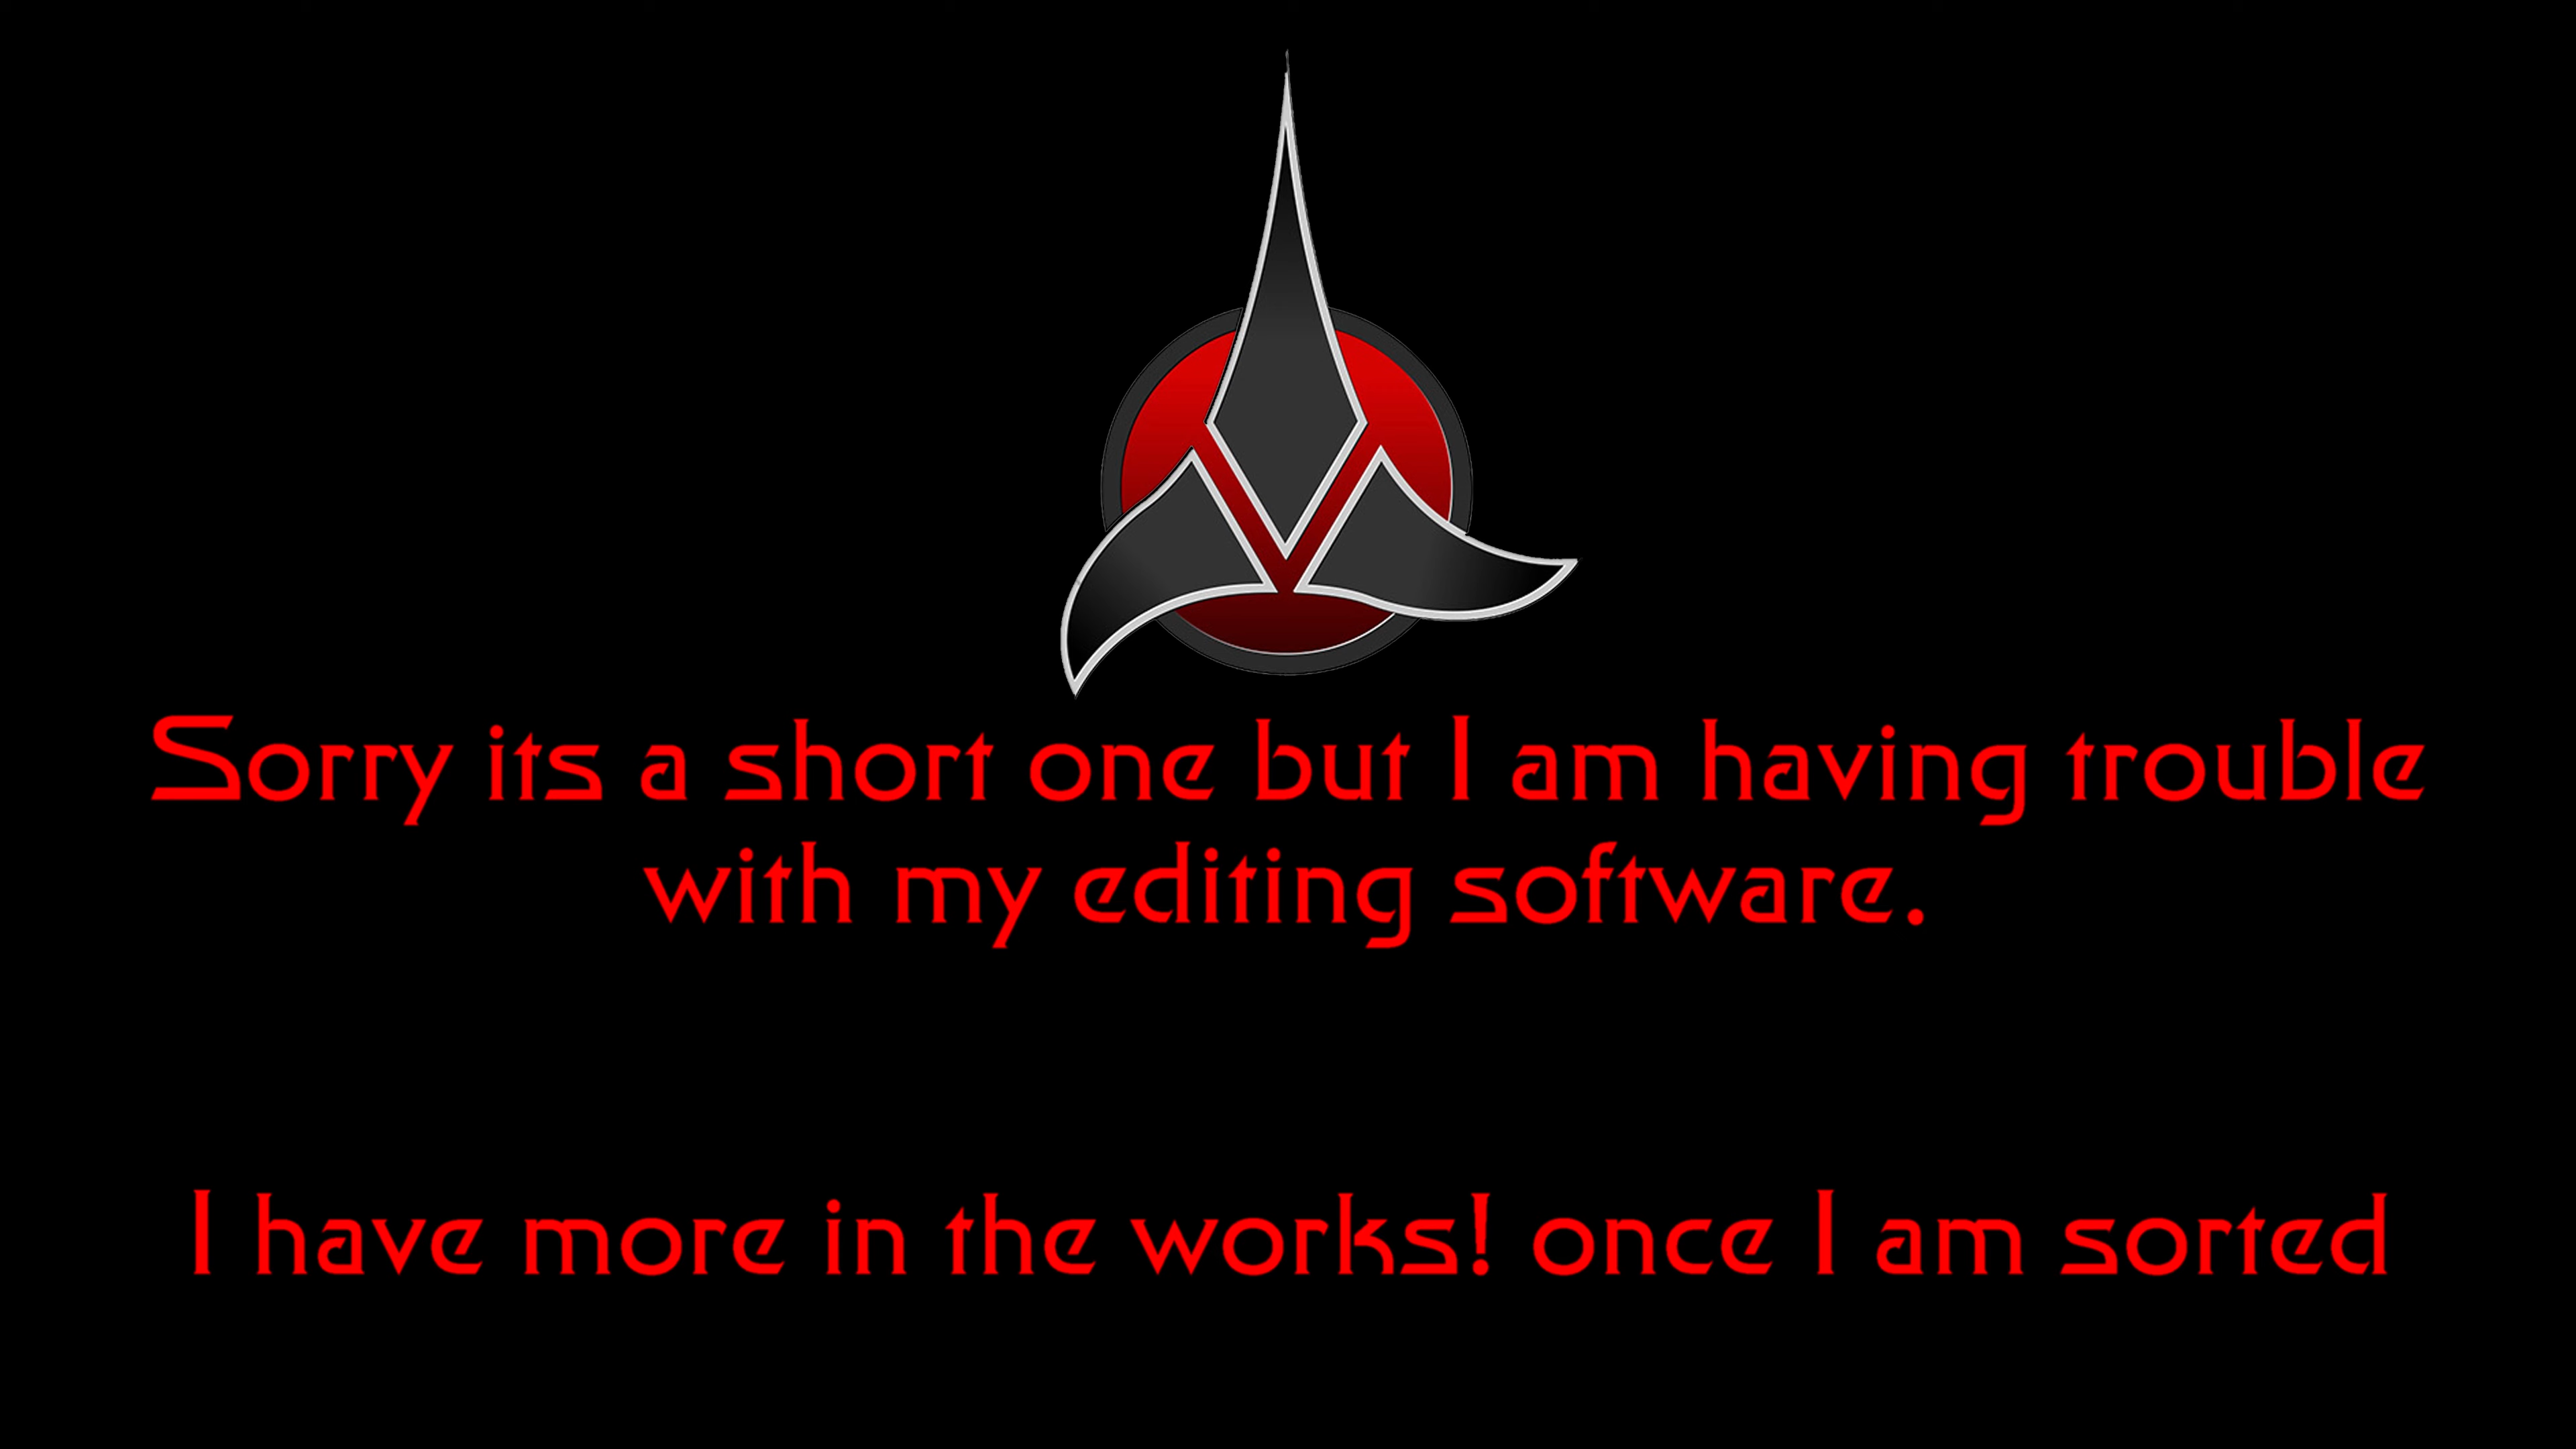 Sorry its a short one but I am having trouble
with my editing software.
I have more in the works! once I am sorted